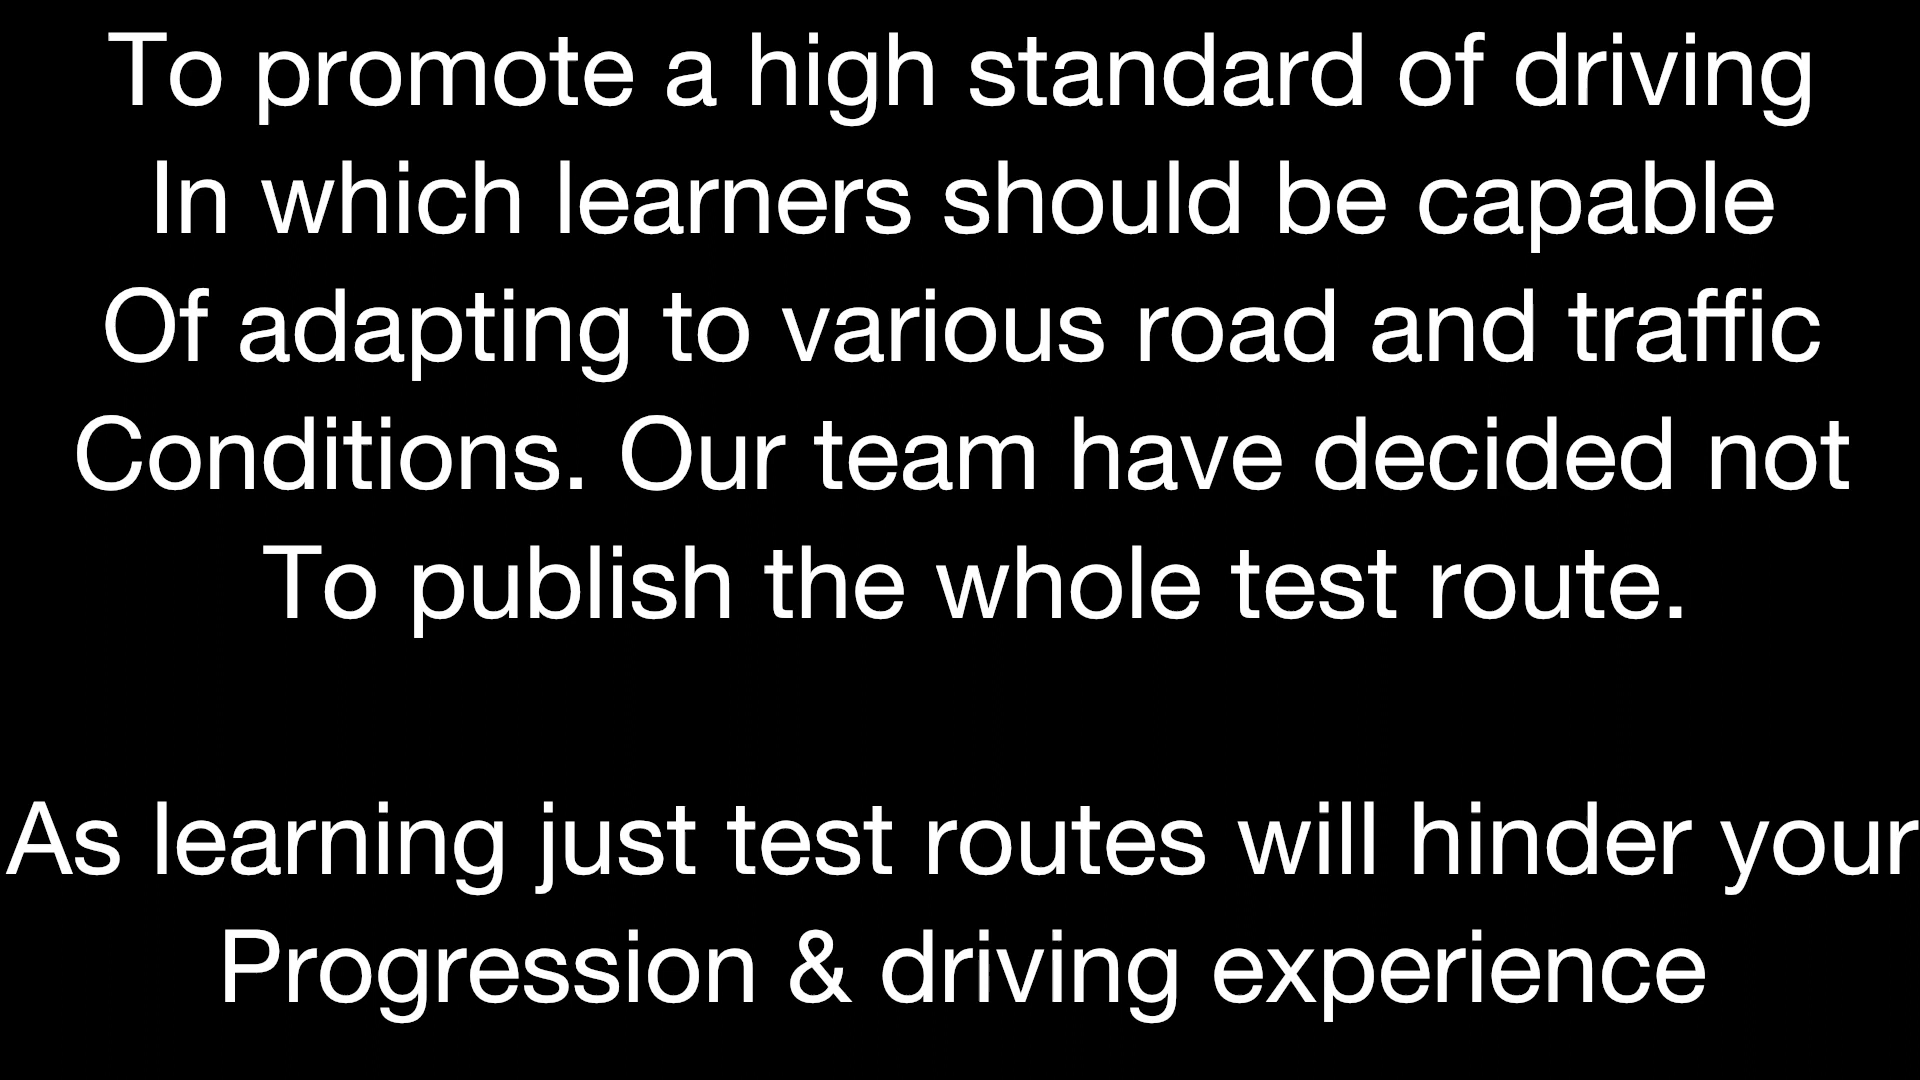 To promote a high standard of driving
In which learners should be capable
Of adapting to various road and traffic
Conditions. Our team have decided not
To publish the whole test route.
As learning just test routes will hinder your
Progression & driving experience